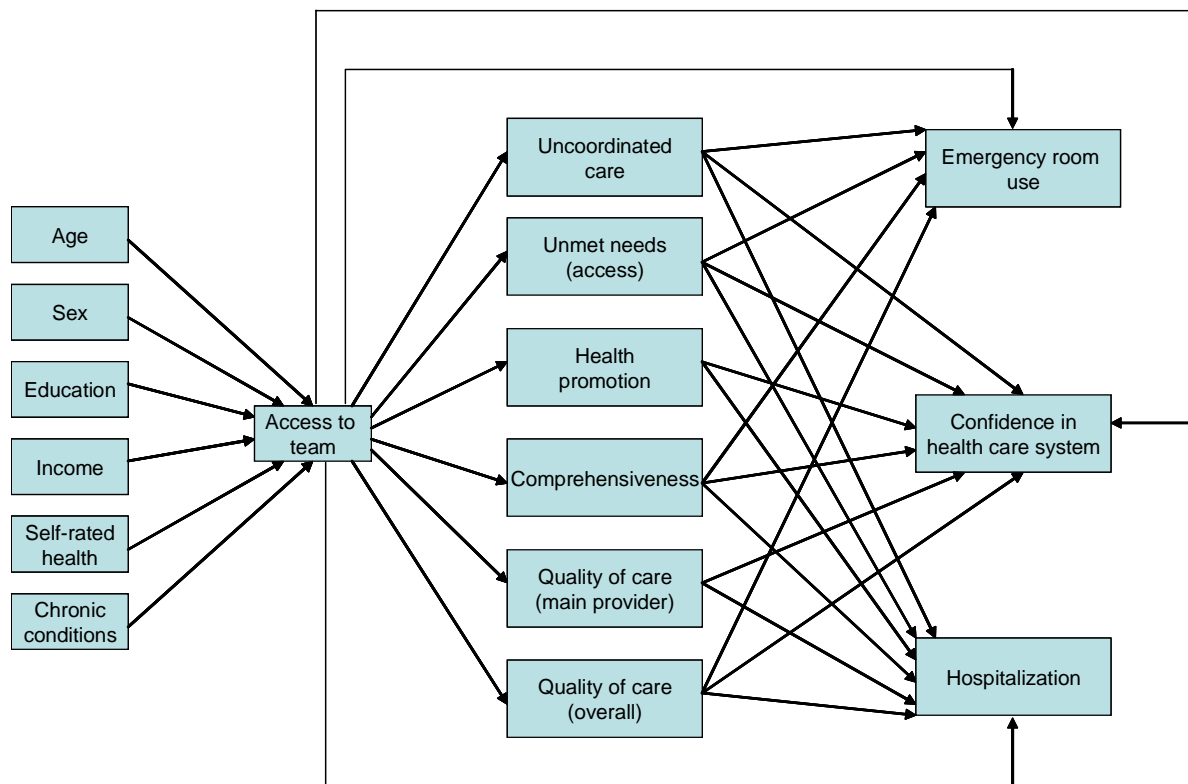 Age
Sex
Education
Income
Self-rated
health
Chronic
conditions
Access to
team
Uncoordinated
care
Unmet needs
(access)
Health
promotion
Comprehensiveness
Quality of care
(main provider)
Quality of care
(overall)
Emergency room
use
Confidence in
health care system
Hospitalization